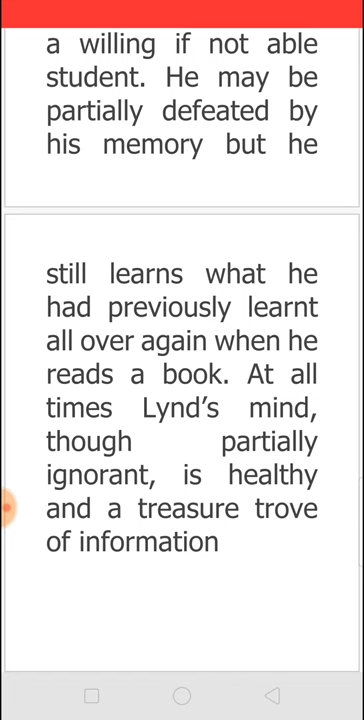 a willing if not able
student. He may be
partially defeated by
his memory but he
still learns what he
had previously learnt
all over again when he
reads a book. At all
times Lynd’s mind,
though partially
ignorant, is healthy
and a treasure trove
of information